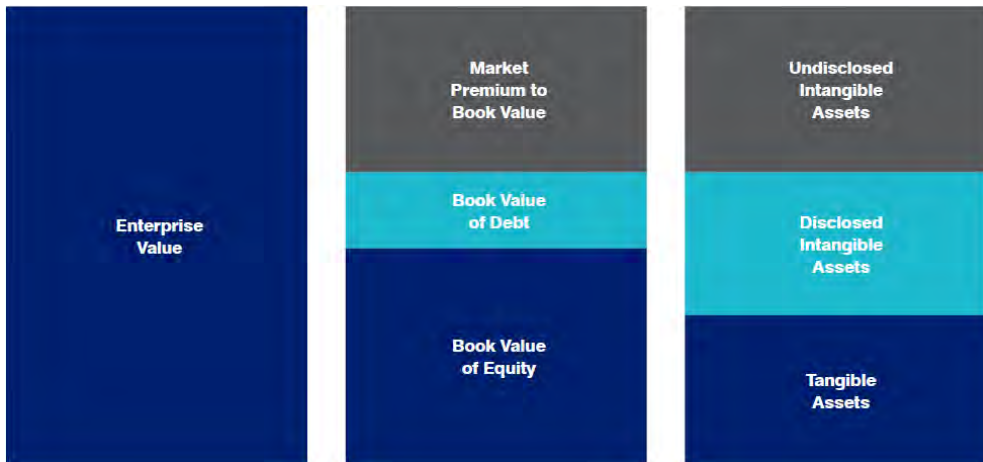 Enterprise
Value
Market
Premium to
Book Value
Book Value
of Debt
Book Value
of Equity
Undisclosed
Intangible
Assets
Disclosed
Intangible
Assets
Tangible
Assets